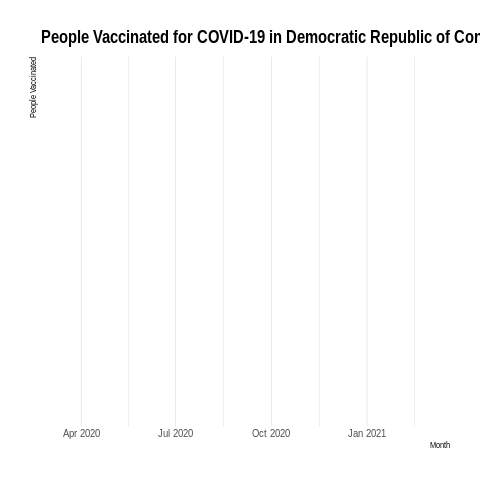 People Vaccinated for COVID-19 in Democratic Republic of Con
People Vaccinated
Apr 2020
Jul 2020
Oct 2020
Jan 2021
Month